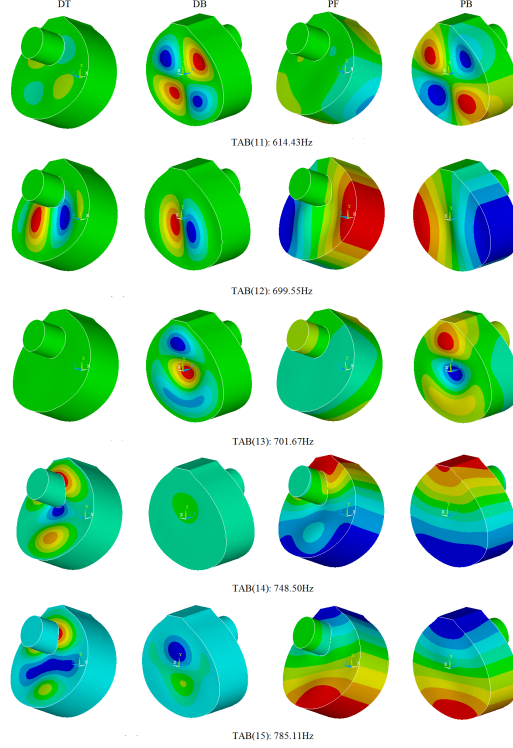 DT DB PF PB
TAB(11): 614.43Hz
TAB(12): 699.55Hz
TAB(13): 701.67Hz
TAB(14): 748.50Hz
TAB(15): 785.11Hz